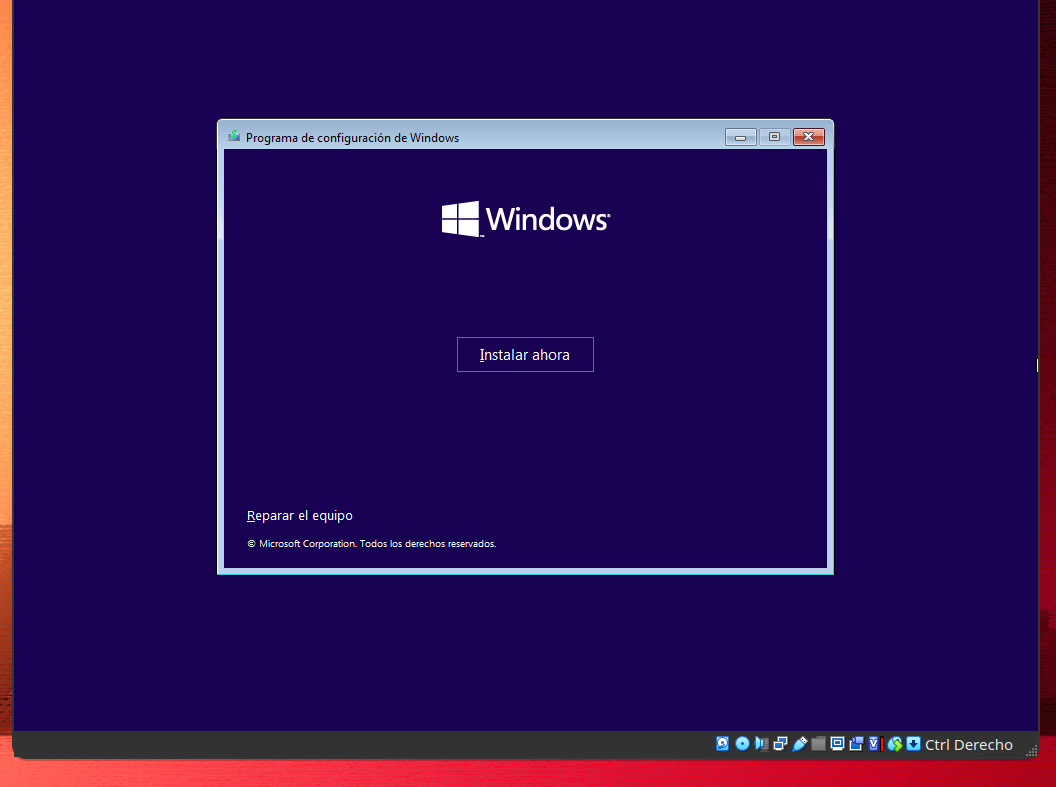 Programa de configuración de Windows
Windows
Instalar ahora
Reparar el equipo
© Microsoft Corporation. Todos los derechos reservados.
Ctrl Derecho